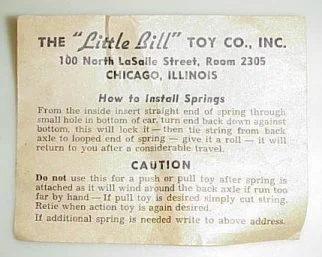 THE "Little Bill" TOY CO., INC.
100 North LaSalle Street, Room 2305
CHICAGO, ILLINOIS
How to Install Springs
From the inside insert straight end of spring through
small hole in bottom of car, turn end back down against
bottom, this will lock it — then tie string from back
axle to looped end of spring — give it a roll — it will
return to you after a considerable travel.
CAUTION
Do not use this for a push or pull toy after spring is
attached as it will wind around the back axle if run too
far by hand — If pull toy is desired simply cut string.
Retie when action toy is again desired.
If additional spring is needed write to above address.